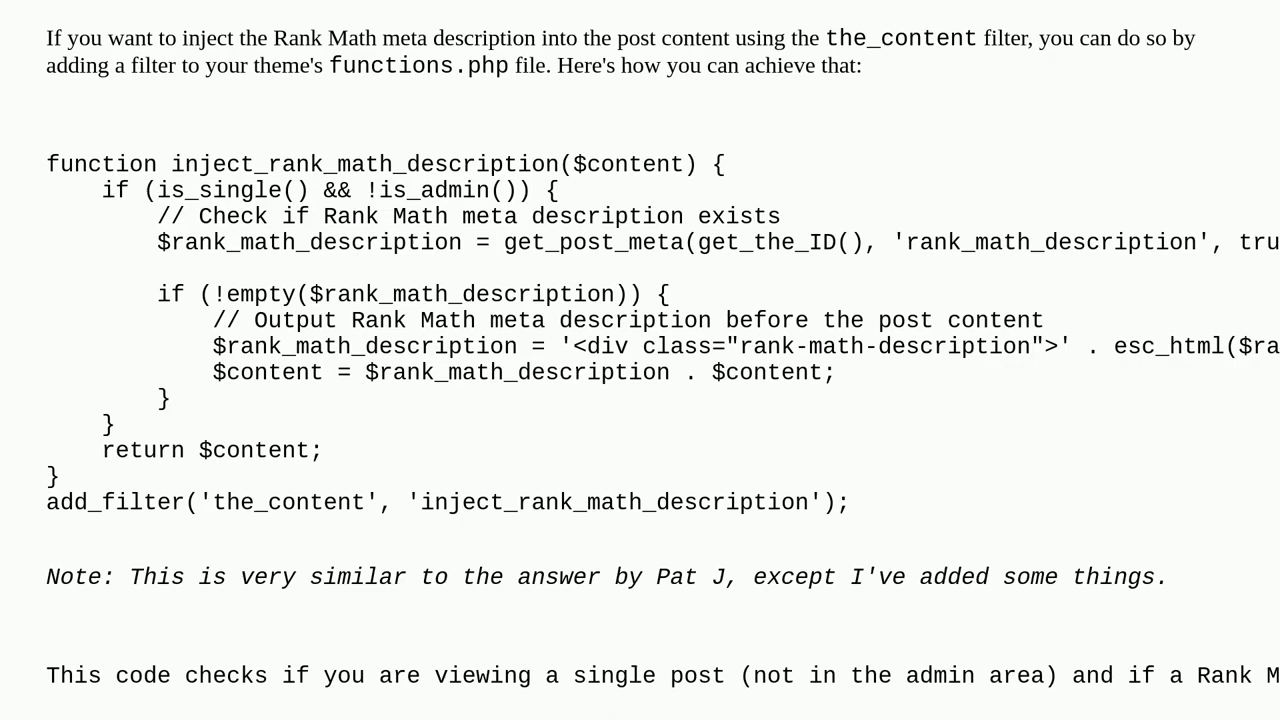 If you want to inject the Rank Math meta description into the post content using the the_content filter, you can do so by
adding a filter to your theme's functions.php file. Here's how you can achieve that:
function inject_rank_math_description($content) {
    if (is_single() && !is_admin()) {
        // Check if Rank Math meta description exists
        $rank_math_description = get_post_meta(get_the_ID(), 'rank_math_description', tru
        if (!empty($rank_math_description)) {
            // Output Rank Math meta description before the post content
            $rank_math_description = '<div class="rank-math-description">' . esc_html($ra
            $content = $rank_math_description . $content;
        }
    }
    return $content;
}
add_filter('the_content', 'inject_rank_math_description');
Note: This is very similar to the answer by Pat J, except I've added some things.
This code checks if you are viewing a single post (not in the admin area) and if a Rank M